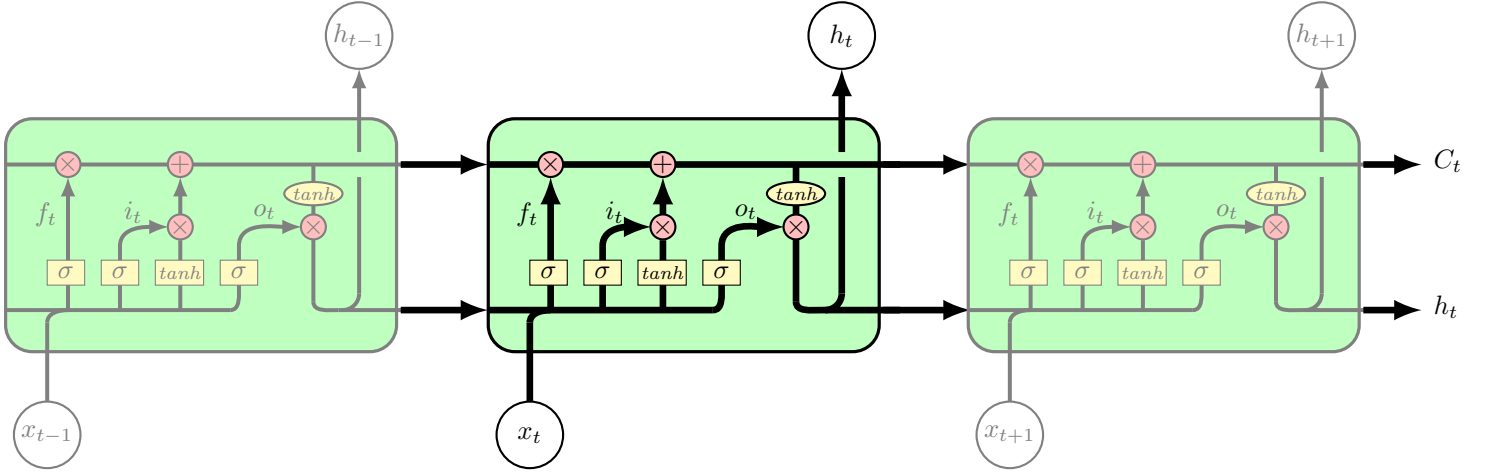 h_{t-1} h_t h_{t+1}
× + × + × + C_t
tanh tanh tanh
f_t i_t × o_t × f_t i_t × o_t × f_t i_t × o_t ×
σ σ tanh σ σ σ tanh σ σ σ tanh σ
h_t
x_{t-1} x_t x_{t+1}